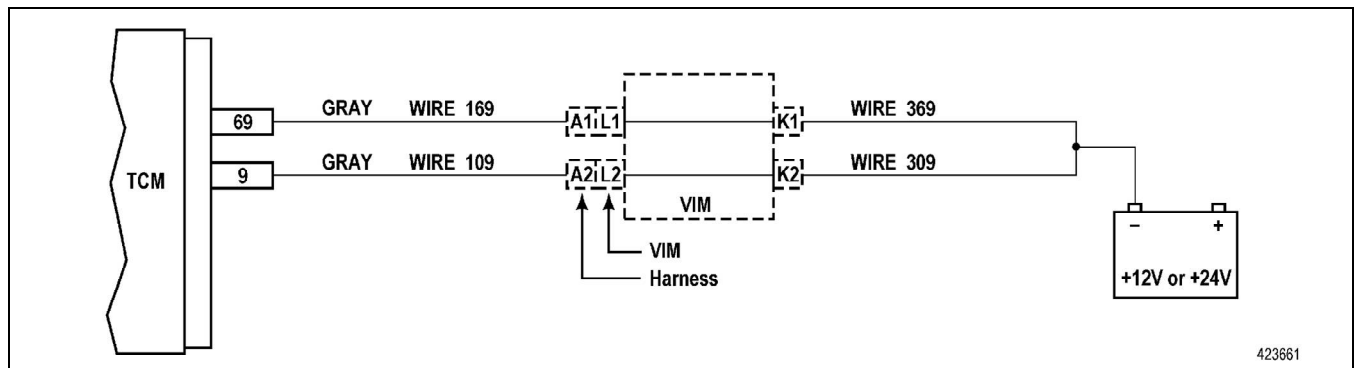 GRAY WIRE 169 WIRE 369
69 A1 L1 K1
GRAY WIRE 109 WIRE 309
TCM 9 A2 L2 K2
VIM
VIM
Harness
– +
+12V or +24V
423661